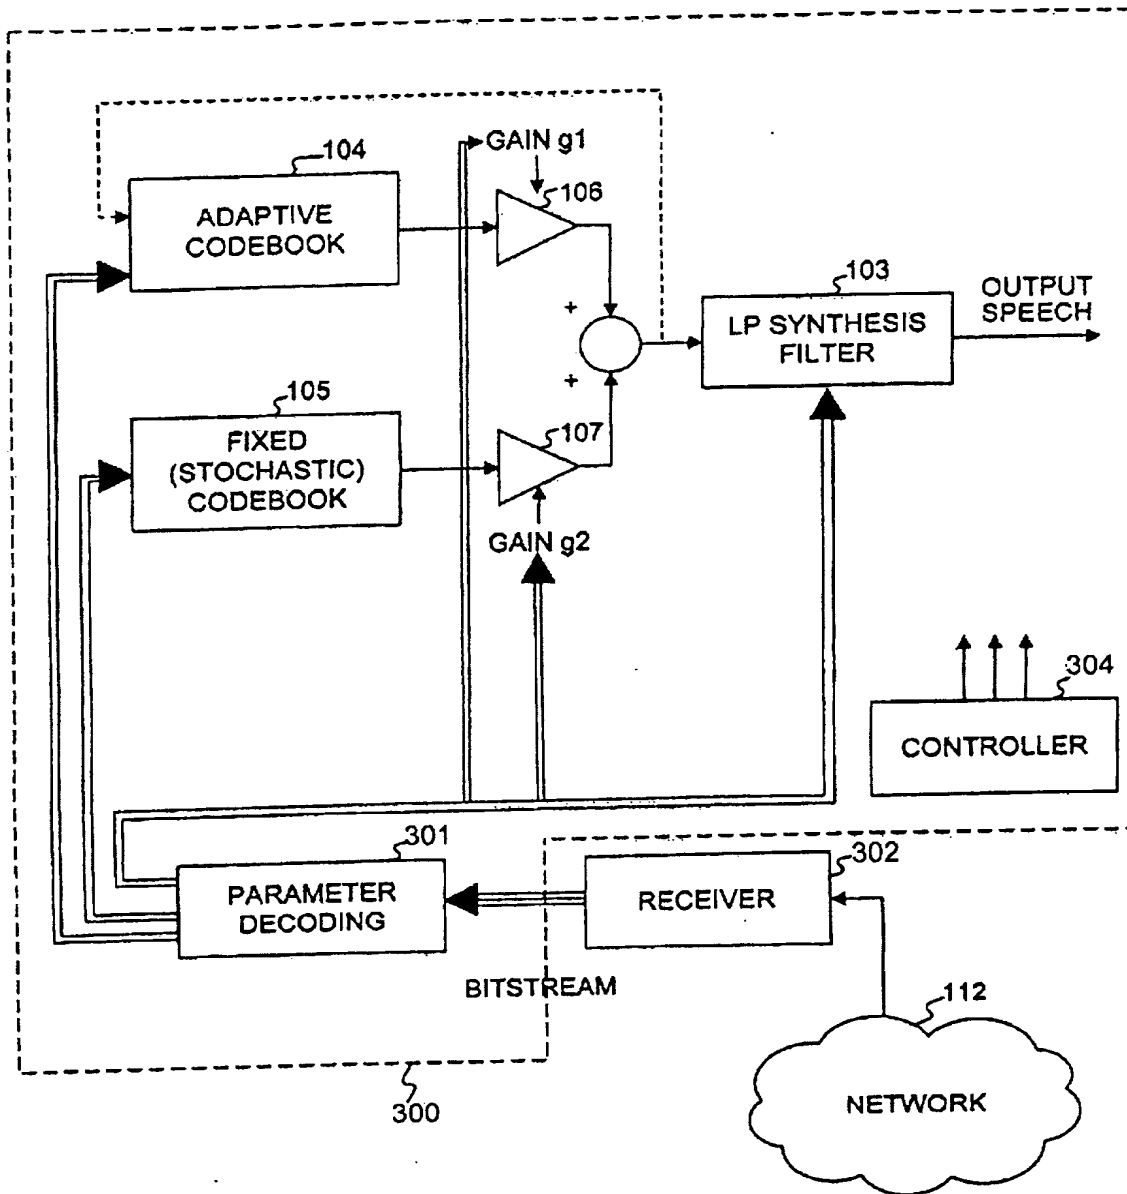 GAIN g1
104
106
ADAPTIVE
CODEBOOK
103
OUTPUT
SPEECH
LP SYNTHESIS
FILTER
+
+
105
107
FIXED
(STOCHASTIC)
CODEBOOK
GAIN g2
304
CONTROLLER
301
302
PARAMETER
DECODING
RECEIVER
BITSTREAM
112
NETWORK
300